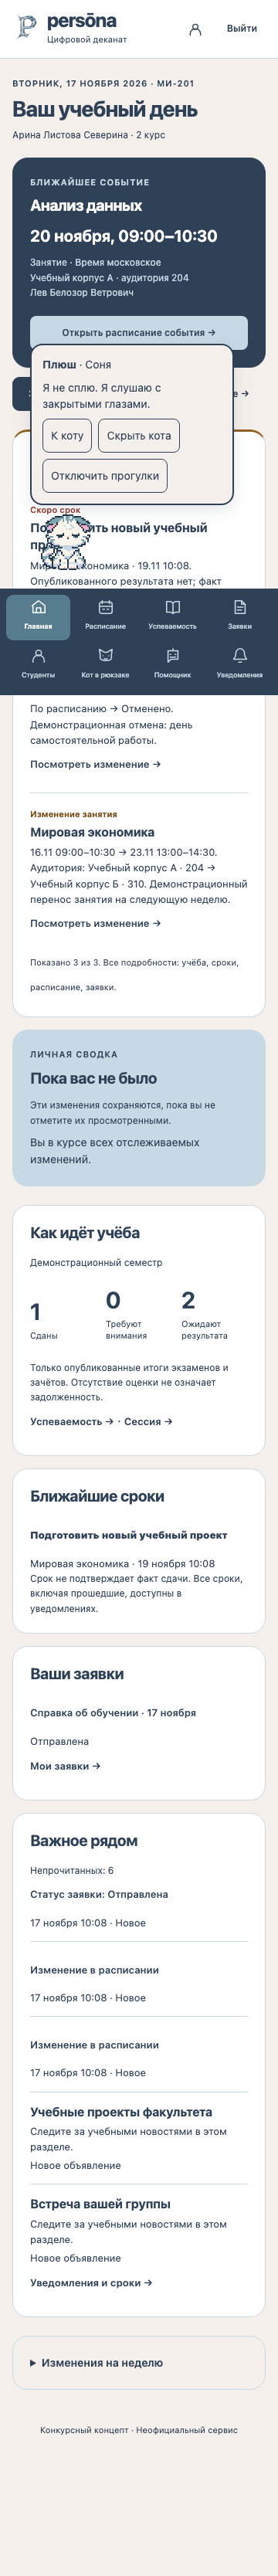 persōna
Цифровой деканат
Выйти
ВТОРНИК, 17 НОЯБРЯ 2026 · МИ-201
Ваш учебный день
Арина Листова Северина · 2 курс
БЛИЖАЙШЕЕ СОБЫТИЕ
Анализ данных
20 ноября, 09:00–10:30
Занятие · Время московское
Учебный корпус А · аудитория 204
Лев Белозор Ветрович
Открыть расписание события →
е →
Плюш · Соня
Я не сплю. Я слушаю с
закрытыми глазами.
К коту
Скрыть кота
Отключить прогулки
Скоро срок
новый учебный
экономика · 19.11 10:08.
Опубликованного результата нет; факт
Главная
Расписание
Успеваемость
Заявки
Студенты
Кот в рюкзаке
Помощник
Уведомления
По расписанию → Отменено.
Демонстрационная отмена: день
самостоятельной работы.
Посмотреть изменение →
Изменение занятия
Мировая экономика
16.11 09:00–10:30 → 23.11 13:00–14:30.
Аудитория: Учебный корпус А · 204 →
Учебный корпус Б · 310. Демонстрационный
перенос занятия на следующую неделю.
Посмотреть изменение →
Показано 3 из 3. Все подробности: учёба, сроки,
расписание, заявки.
ЛИЧНАЯ СВОДКА
Пока вас не было
Эти изменения сохраняются, пока вы не
отметите их просмотренными.
Вы в курсе всех отслеживаемых
изменений.
Как идёт учёба
Демонстрационный семестр
1
Сданы
0
Требуют
внимания
2
Ожидают
результата
Только опубликованные итоги экзаменов и
зачётов. Отсутствие оценки не означает
задолженность.
Успеваемость → · Сессия →
Ближайшие сроки
Подготовить новый учебный проект
Мировая экономика · 19 ноября 10:08
Срок не подтверждает факт сдачи. Все сроки,
включая прошедшие, доступны в
уведомлениях.
Ваши заявки
Справка об обучении · 17 ноября
Отправлена
Мои заявки →
Важное рядом
Непрочитанных: 6
Статус заявки: Отправлена
17 ноября 10:08 · Новое
Изменение в расписании
17 ноября 10:08 · Новое
Изменение в расписании
17 ноября 10:08 · Новое
Учебные проекты факультета
Следите за учебными новостями в этом
разделе.
Новое объявление
Встреча вашей группы
Следите за учебными новостями в этом
разделе.
Новое объявление
Уведомления и сроки →
Изменения на неделю
Конкурсный концепт · Неофициальный сервис